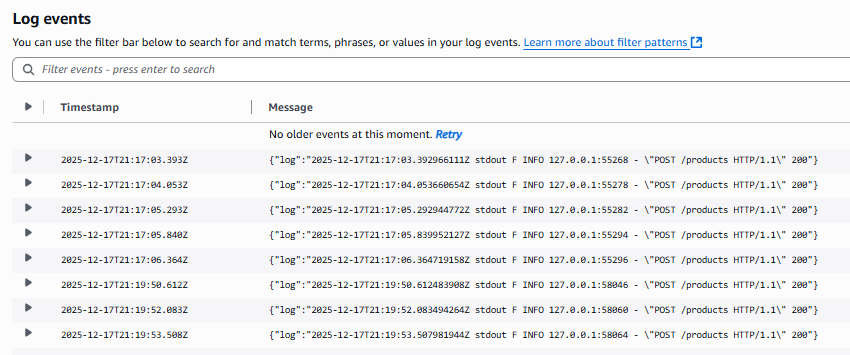 Log events
You can use the filter bar below to search for and match terms, phrases, or values in your log events. Learn more about filter patterns
Filter events - press enter to search
Timestamp Message
No older events at this moment. Retry
2025-12-17T21:17:03.393Z {"log":"2025-12-17T21:17:03.392966111Z stdout F INFO 127.0.0.1:55268 - \"POST /products HTTP/1.1\" 200"}
2025-12-17T21:17:04.053Z {"log":"2025-12-17T21:17:04.053660654Z stdout F INFO 127.0.0.1:55278 - \"POST /products HTTP/1.1\" 200"}
2025-12-17T21:17:05.293Z {"log":"2025-12-17T21:17:05.292944772Z stdout F INFO 127.0.0.1:55282 - \"POST /products HTTP/1.1\" 200"}
2025-12-17T21:17:05.840Z {"log":"2025-12-17T21:17:05.839952127Z stdout F INFO 127.0.0.1:55294 - \"POST /products HTTP/1.1\" 200"}
2025-12-17T21:17:06.364Z {"log":"2025-12-17T21:17:06.364719158Z stdout F INFO 127.0.0.1:55296 - \"POST /products HTTP/1.1\" 200"}
2025-12-17T21:19:50.612Z {"log":"2025-12-17T21:19:50.612483908Z stdout F INFO 127.0.0.1:58046 - \"POST /products HTTP/1.1\" 200"}
2025-12-17T21:19:52.083Z {"log":"2025-12-17T21:19:52.083494264Z stdout F INFO 127.0.0.1:58060 - \"POST /products HTTP/1.1\" 200"}
2025-12-17T21:19:53.508Z {"log":"2025-12-17T21:19:53.507981944Z stdout F INFO 127.0.0.1:58064 - \"POST /products HTTP/1.1\" 200"}